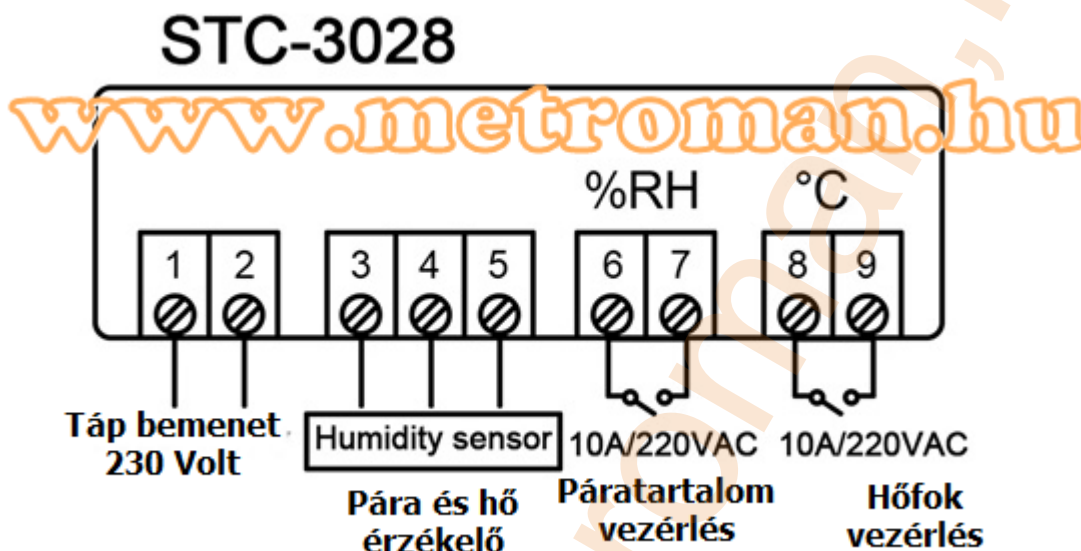 STC-3028
www.metroman.hu
%RH °C
1 2 3 4 5 6 7 8 9
Táp bemenet
230 Volt
Humidity sensor
Pára és hő
érzékelő
10A/220VAC
Páratartalom
vezérlés
10A/220VAC
Hőfok
vezérlés